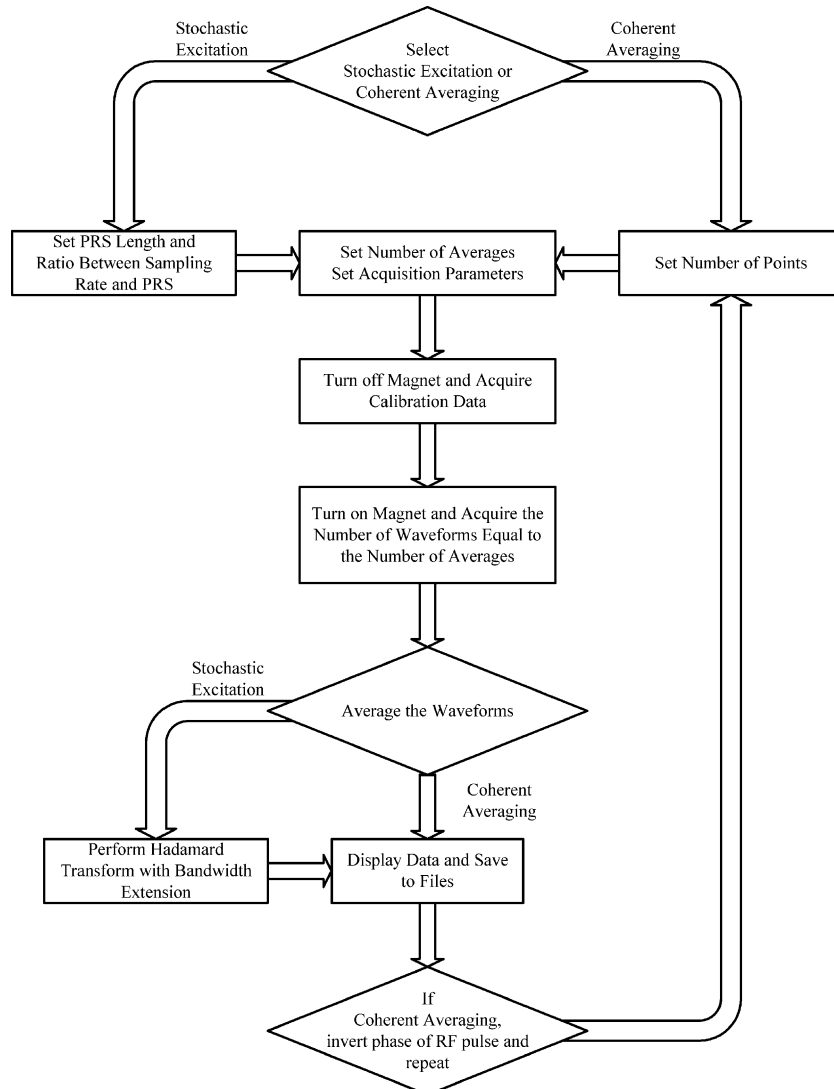 Stochastic
Excitation
Coherent
Averaging
Select
Stochastic Excitation or
Coherent Averaging
Set PRS Length and
Ratio Between Sampling
Rate and PRS
Set Number of Averages
Set Acquisition Parameters
Set Number of Points
Turn off Magnet and Acquire
Calibration Data
Turn on Magnet and Acquire the
Number of Waveforms Equal to
the Number of Averages
Stochastic
Excitation
Average the Waveforms
Coherent
Averaging
Perform Hadamard
Transform with Bandwidth
Extension
Display Data and Save
to Files
If
Coherent Averaging,
invert phase of RF pulse and
repeat